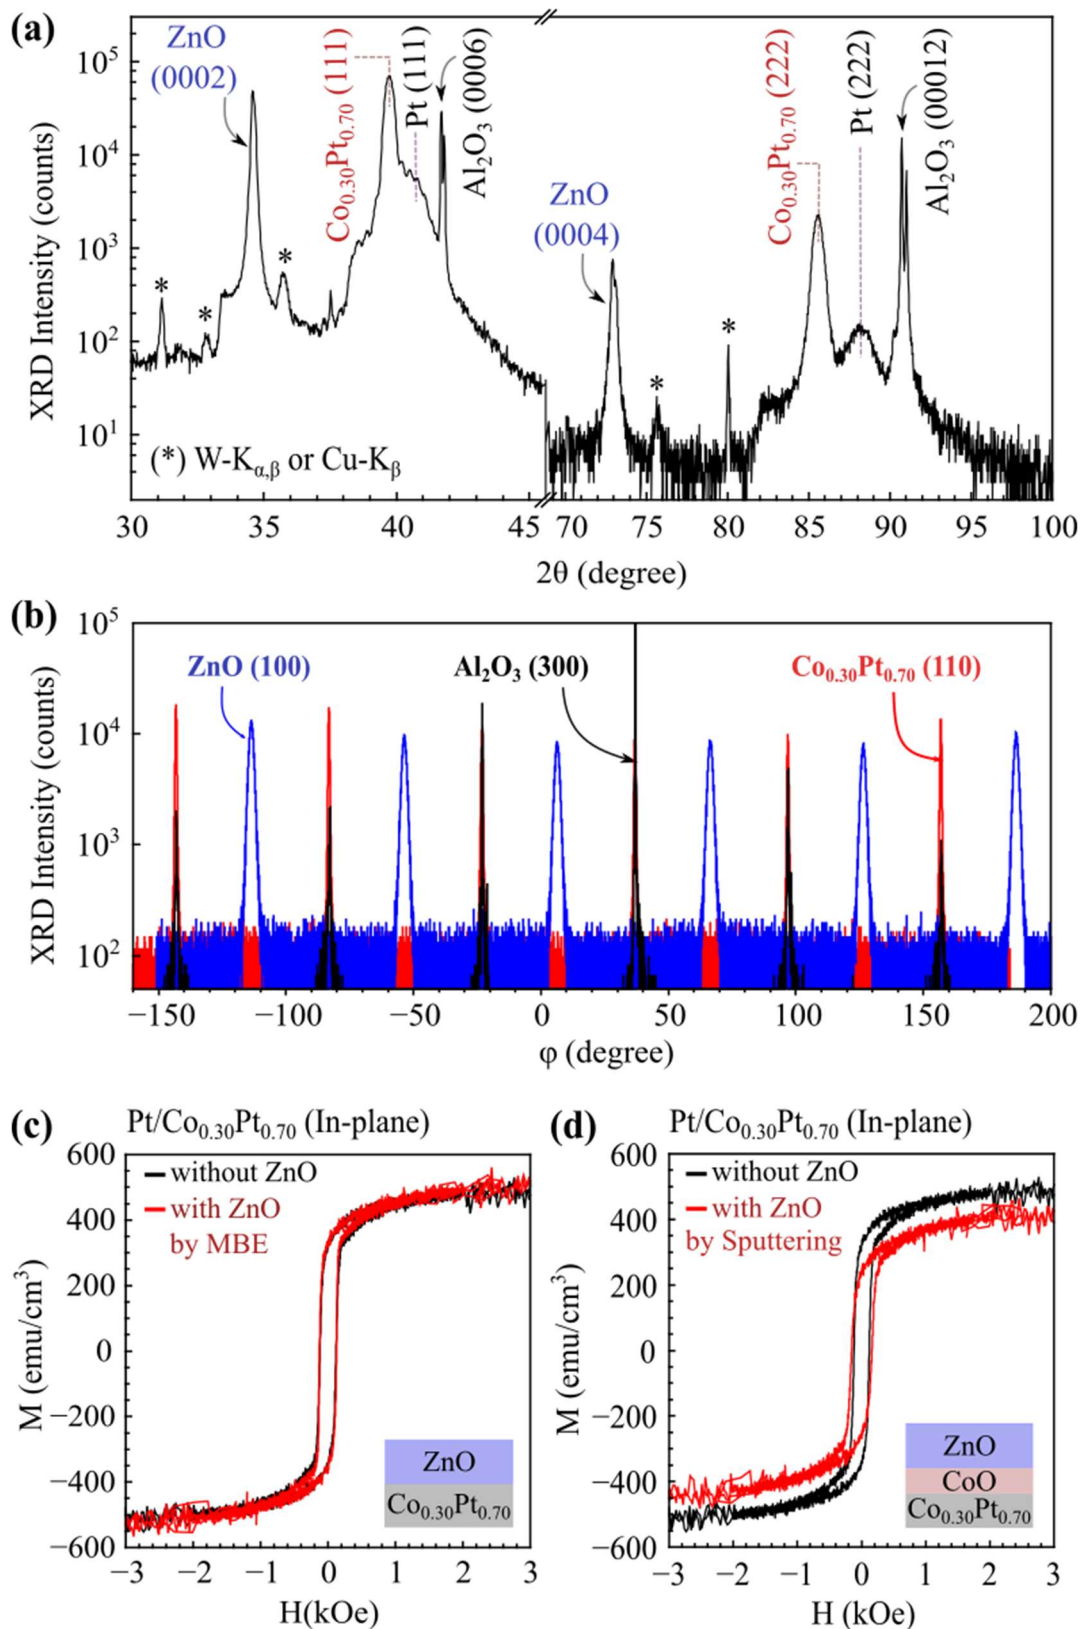 (a)
ZnO
(0002)
Co0.30Pt0.70 (111)
Pt (111)
Al2O3 (0006)
ZnO
(0004)
Co0.30Pt0.70 (222)
Pt (222)
Al2O3 (00012)
* * * * *
(*) W-Kα,β or Cu-Kβ
XRD Intensity (counts)
10^5
10^4
10^3
10^2
10^1
30 35 40 45 70 75 80 85 90 95 100
2θ (degree)
(b)
ZnO (100)
Al2O3 (300)
Co0.30Pt0.70 (110)
XRD Intensity (counts)
10^5
10^4
10^3
10^2
−150 −100 −50 0 50 100 150 200
φ (degree)
(c)
Pt/Co0.30Pt0.70 (In-plane)
without ZnO
with ZnO
by MBE
M (emu/cm^3)
600
400
200
0
−200
−400
−600
ZnO
Co0.30Pt0.70
−3 −2 −1 0 1 2 3
H(kOe)
(d)
Pt/Co0.30Pt0.70 (In-plane)
without ZnO
with ZnO
by Sputtering
M (emu/cm^3)
600
400
200
0
−200
−400
−600
ZnO
CoO
Co0.30Pt0.70
−3 −2 −1 0 1 2 3
H (kOe)